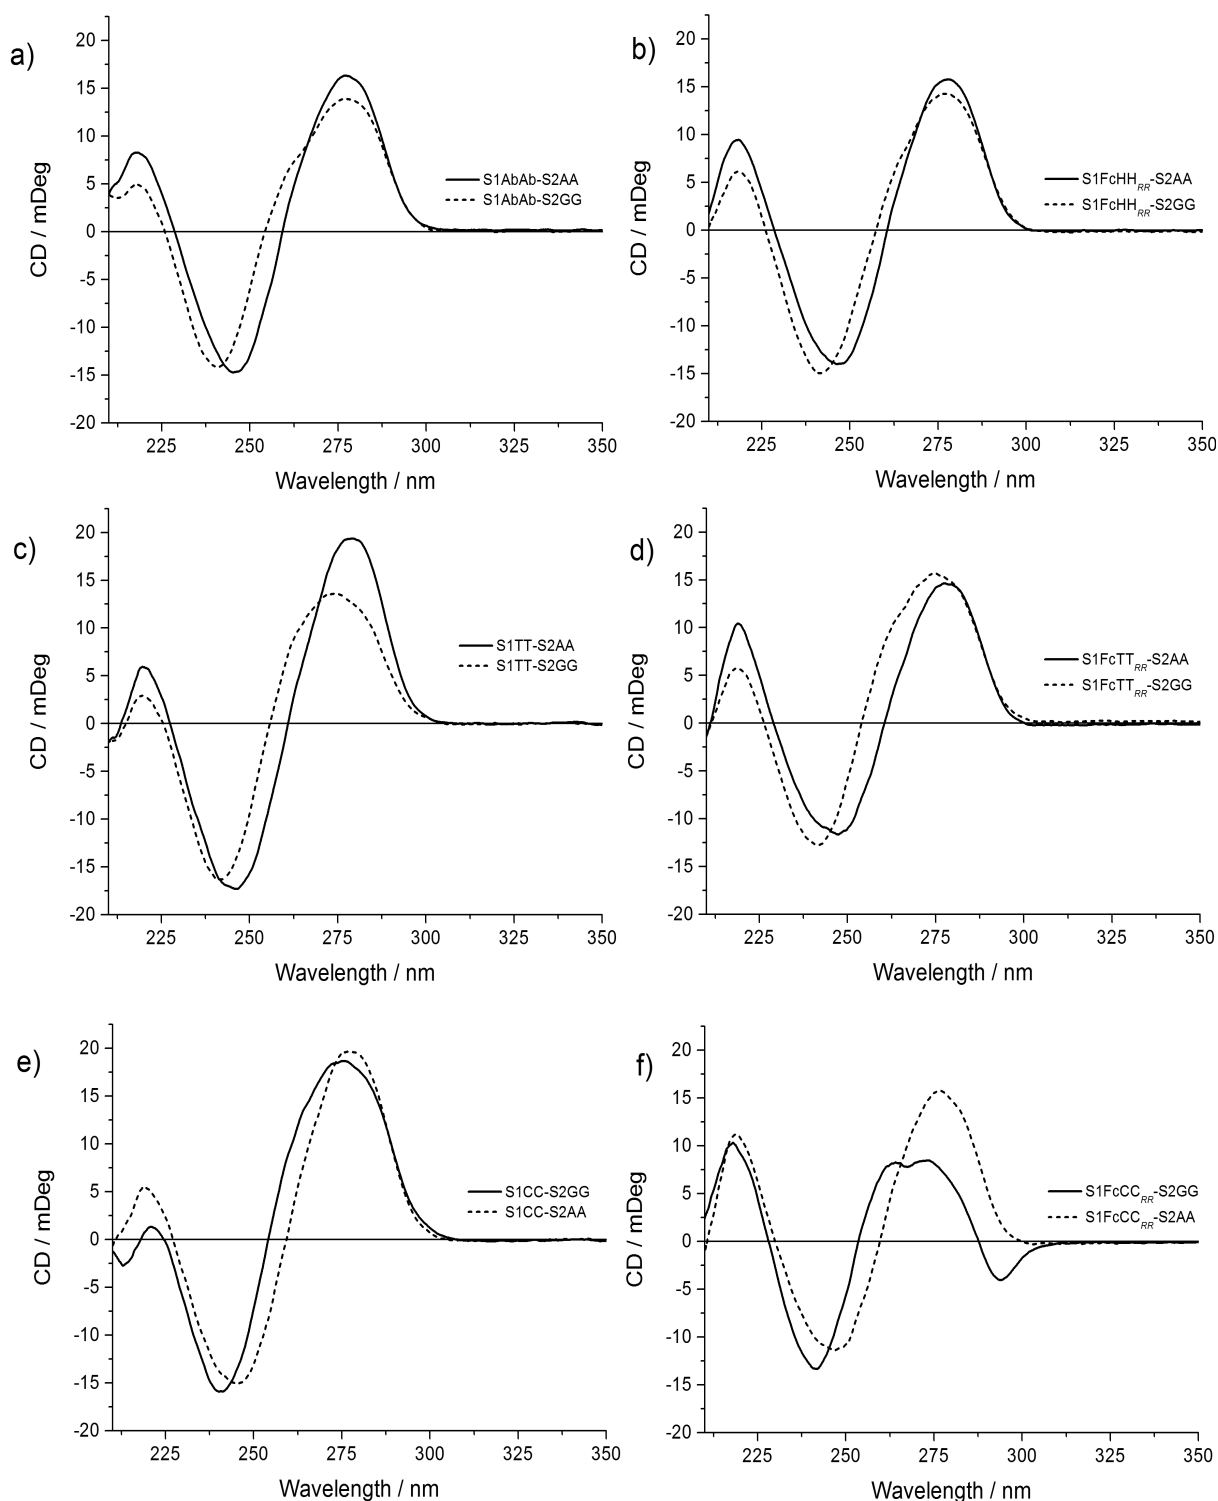 a)
20
15
10
5
0
-5
-10
-15
-20
CD / mDeg
225 250 275 300 325 350
Wavelength / nm
S1AbAb-S2AA
S1AbAb-S2GG
b)
20
15
10
5
0
-5
-10
-15
-20
CD / mDeg
225 250 275 300 325 350
Wavelength / nm
S1FcHHRR-S2AA
S1FcHHRR-S2GG
c)
20
15
10
5
0
-5
-10
-15
-20
CD / mDeg
225 250 275 300 325 350
Wavelength / nm
S1TT-S2AA
S1TT-S2GG
d)
20
15
10
5
0
-5
-10
-15
-20
CD / mDeg
225 250 275 300 325 350
Wavelength / nm
S1FcTTRR-S2AA
S1FcTTRR-S2GG
e)
20
15
10
5
0
-5
-10
-15
-20
CD / mDeg
225 250 275 300 325 350
Wavelength / nm
S1CC-S2GG
S1CC-S2AA
f)
20
15
10
5
0
-5
-10
-15
-20
CD / mDeg
225 250 275 300 325 350
Wavelength / nm
S1FcCCRR-S2GG
S1FcCCRR-S2AA